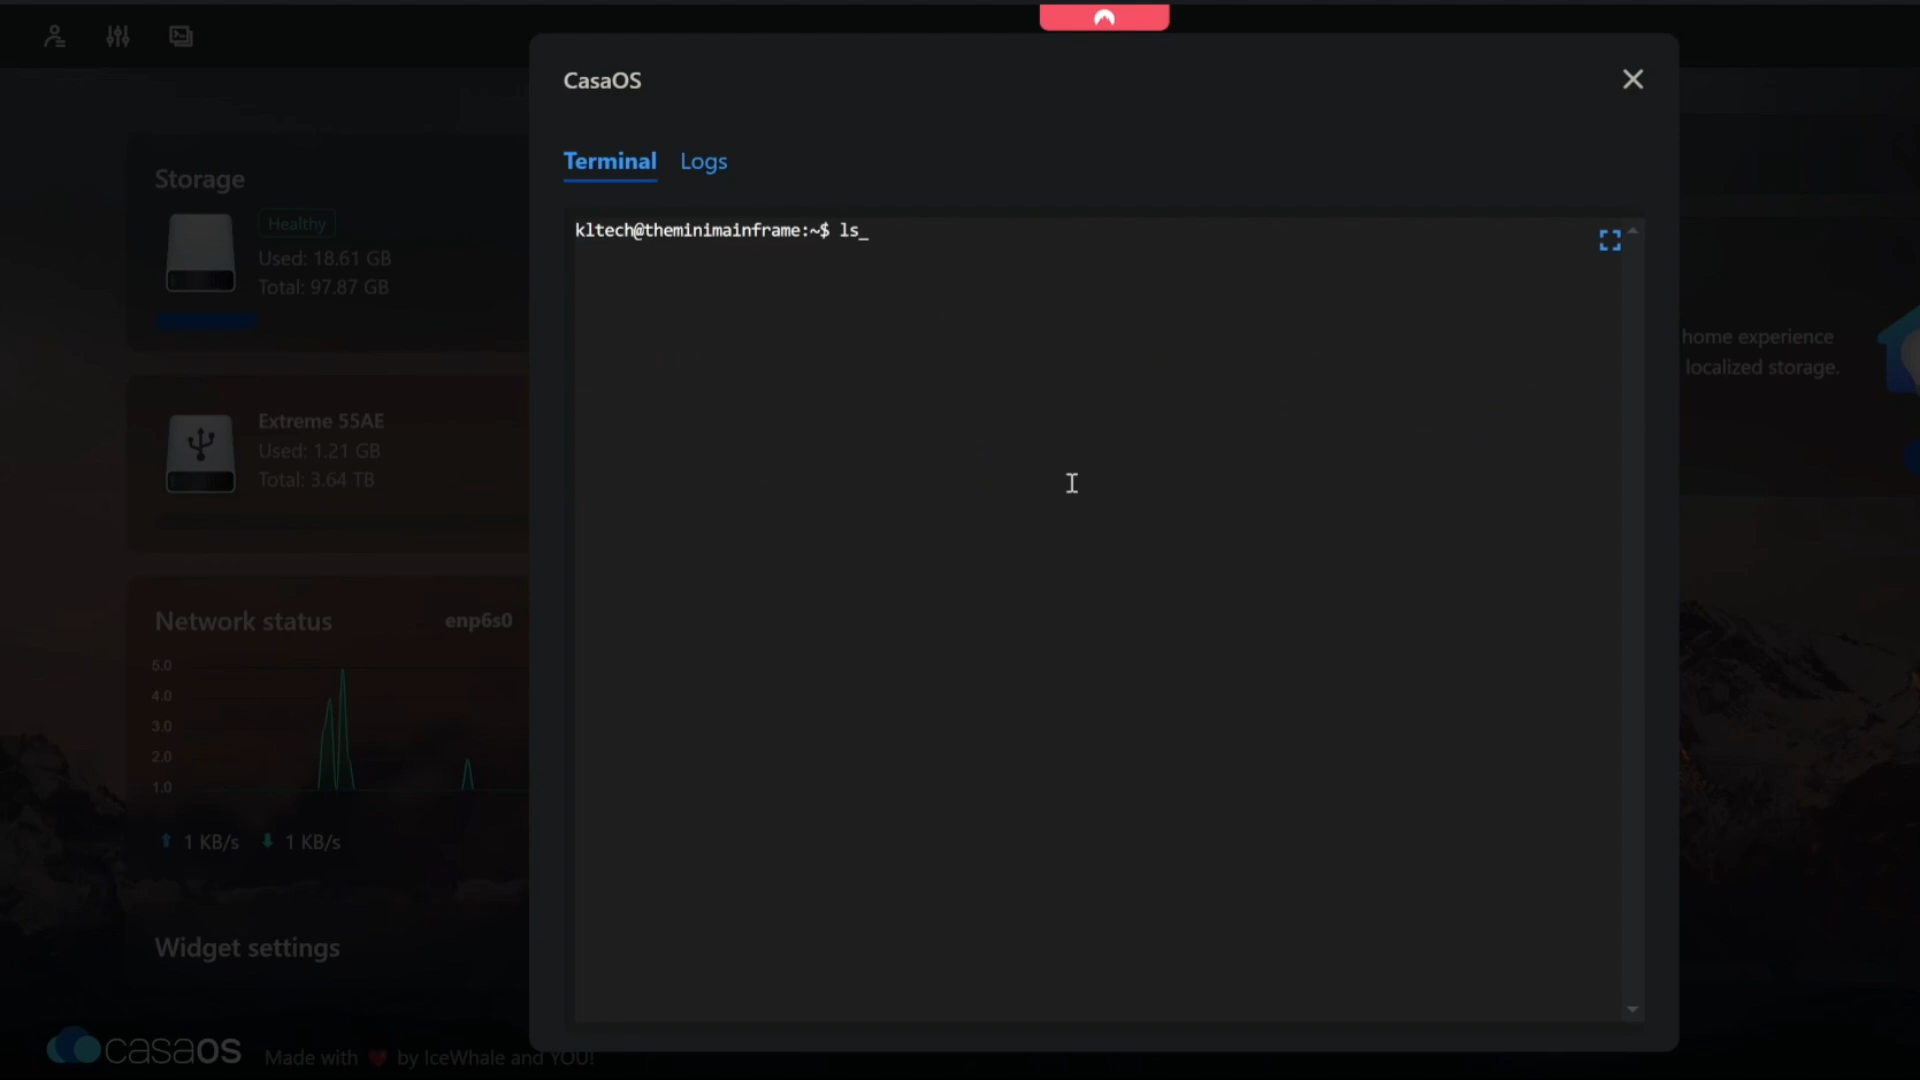 CasaOS
Terminal Logs
kltech@theminimainframe:~$ ls_
Storage
Healthy
Used: 18.61 GB
Total: 97.87 GB
Extreme 55AE
Used: 1.21 GB
Total: 3.64 TB
Network status enp6s0
5.0
4.0
3.0
2.0
1.0
1 KB/s 1 KB/s
Widget settings
home experience
localized storage.
casaOS Made with by IceWhale and YOU!